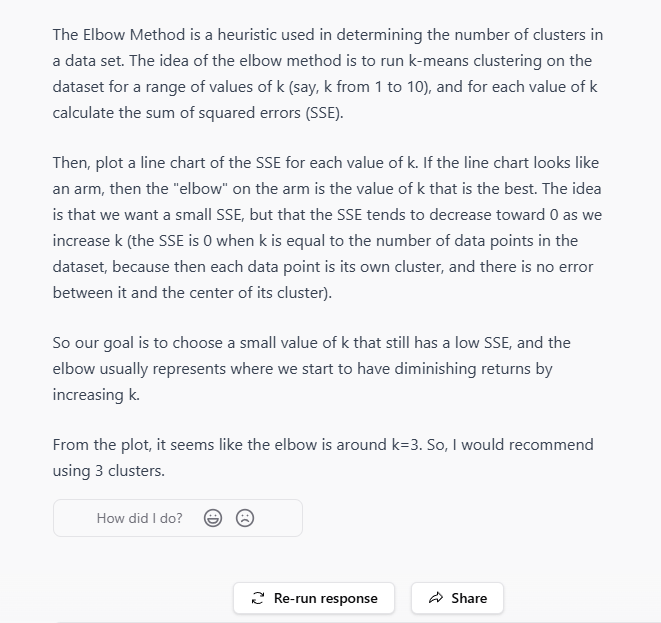 The Elbow Method is a heuristic used in determining the number of clusters in
a data set. The idea of the elbow method is to run k-means clustering on the
dataset for a range of values of k (say, k from 1 to 10), and for each value of k
calculate the sum of squared errors (SSE).
Then, plot a line chart of the SSE for each value of k. If the line chart looks like
an arm, then the "elbow" on the arm is the value of k that is the best. The idea
is that we want a small SSE, but that the SSE tends to decrease toward 0 as we
increase k (the SSE is 0 when k is equal to the number of data points in the
dataset, because then each data point is its own cluster, and there is no error
between it and the center of its cluster).
So our goal is to choose a small value of k that still has a low SSE, and the
elbow usually represents where we start to have diminishing returns by
increasing k.
From the plot, it seems like the elbow is around k=3. So, I would recommend
using 3 clusters.
How did I do?
Re-run response
Share